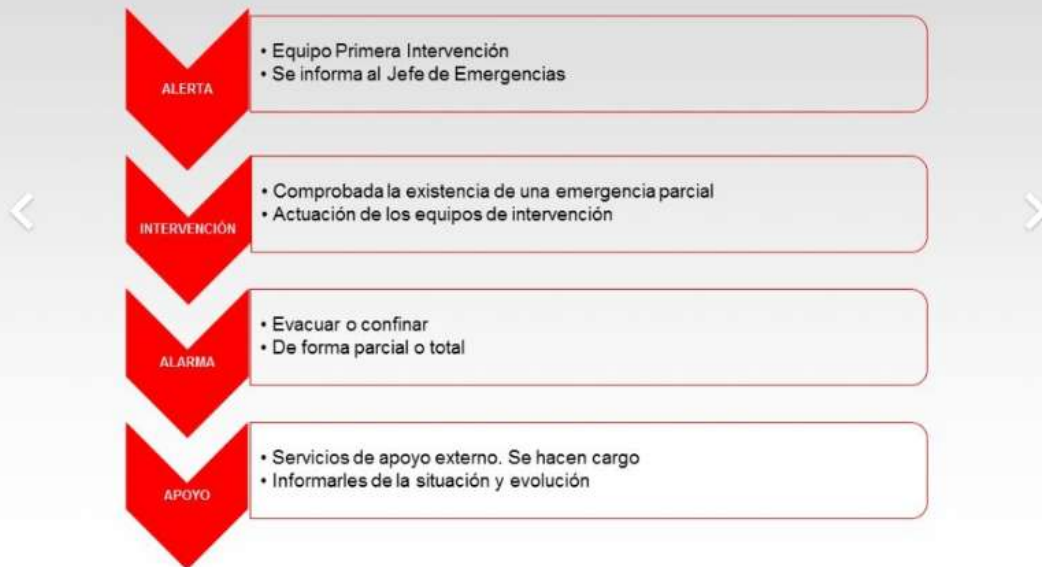 ALERTA
• Equipo Primera Intervención
• Se informa al Jefe de Emergencias
INTERVENCIÓN
• Comprobada la existencia de una emergencia parcial
• Actuación de los equipos de intervención
ALARMA
• Evacuar o confinar
• De forma parcial o total
APOYO
• Servicios de apoyo externo. Se hacen cargo
• Informarles de la situación y evolución